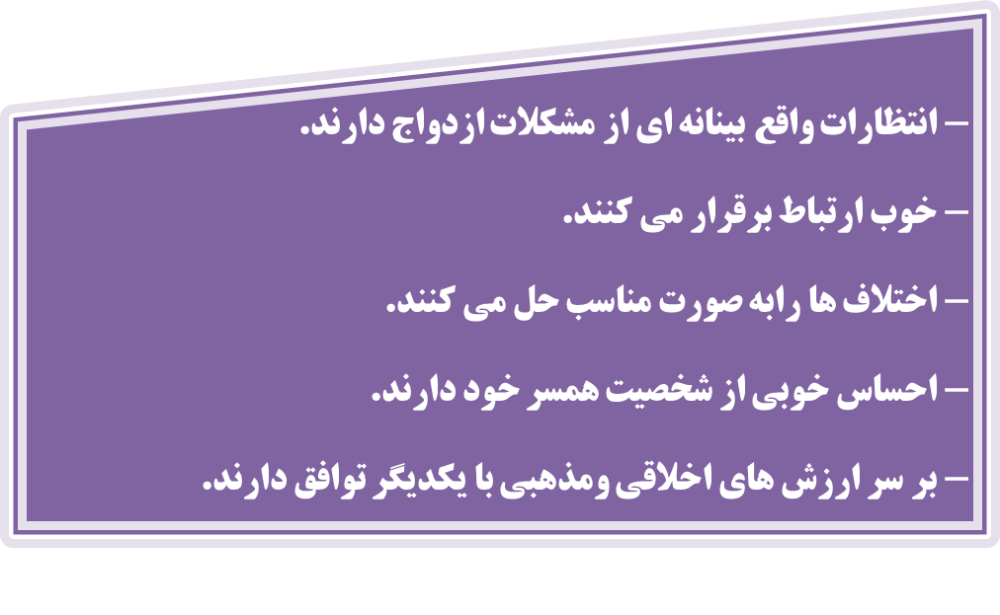 – انتظارات واقع بینانه ای از مشکلات ازدواج دارند.
– خوب ارتباط برقرار می کنند.
– اختلاف ها رابه صورت مناسب حل می کنند.
– احساس خوبی از شخصیت همسر خود دارند.
– بر سر ارزش های اخلاقی ومذهبی با یکدیگر توافق دارند.